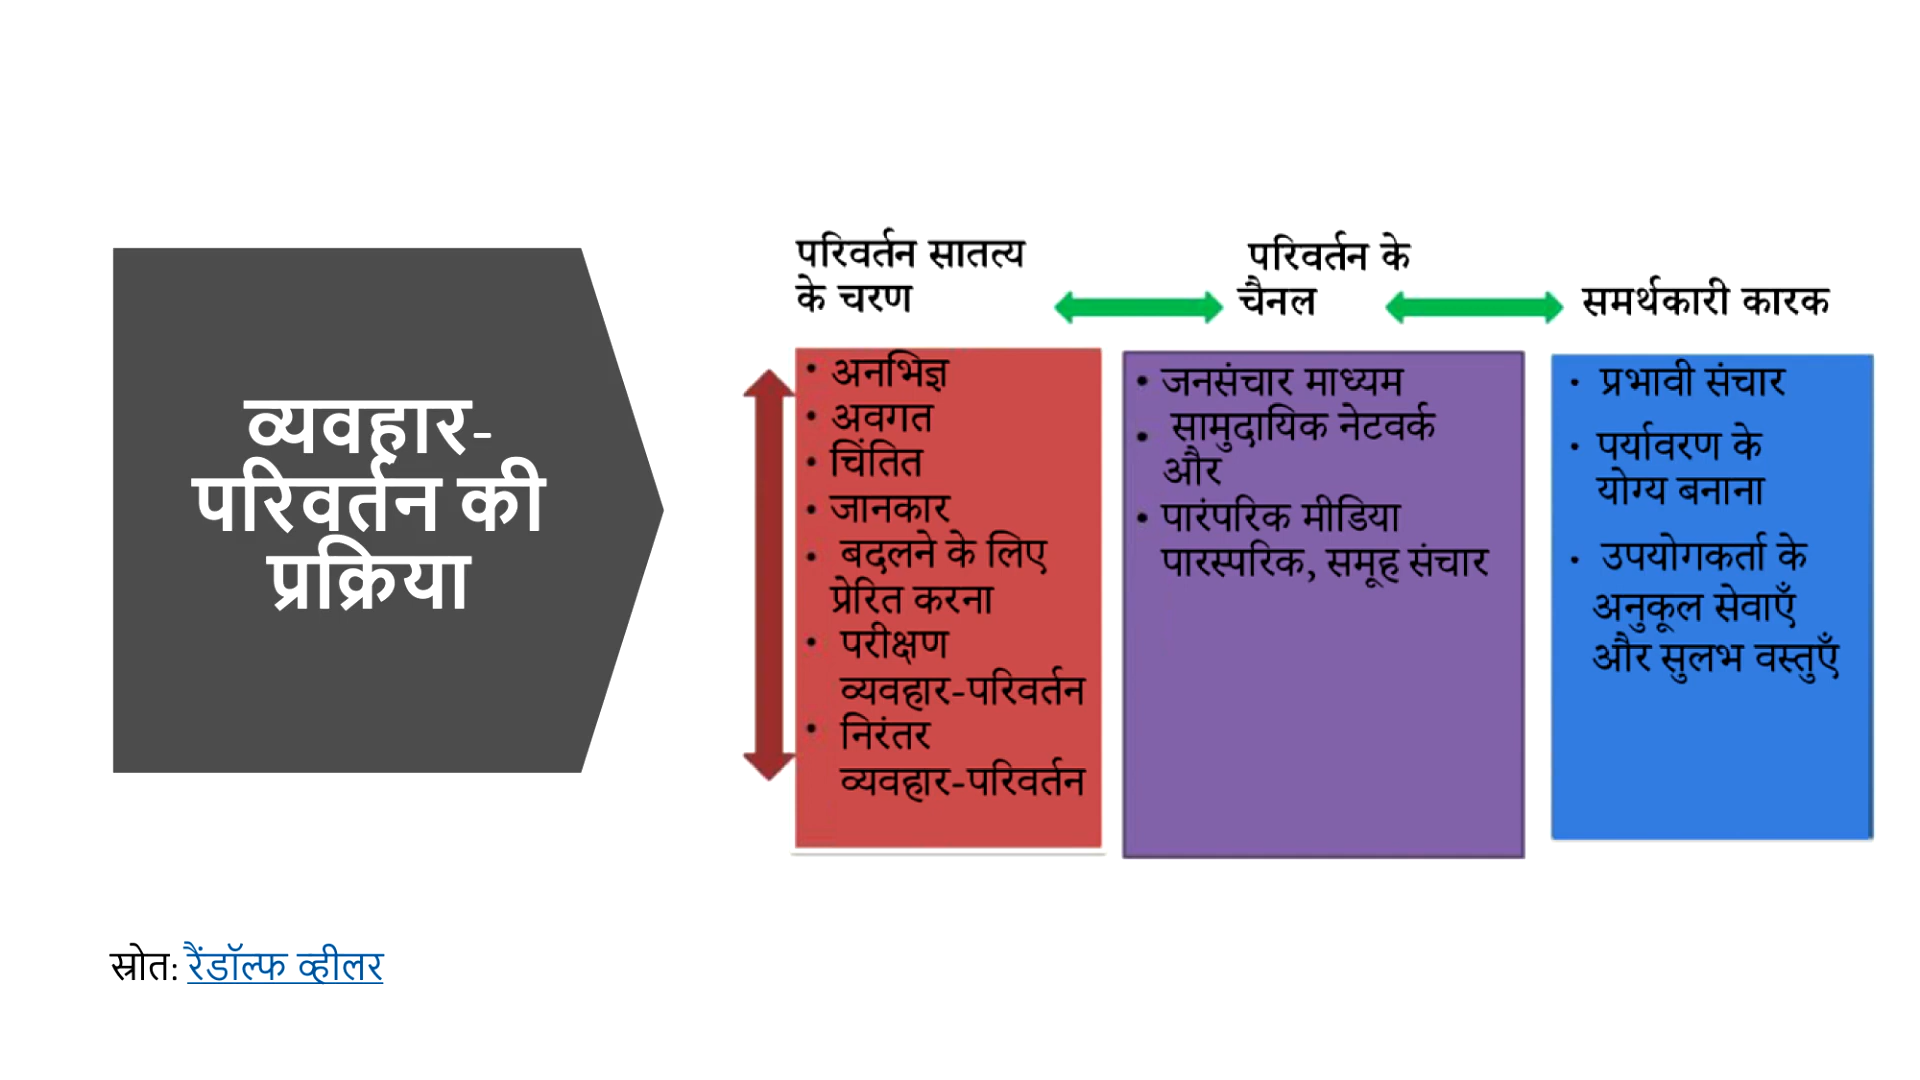 व्यवहार-
परिवर्तन की
प्रक्रिया
परिवर्तन सातत्य
के चरण
परिवर्तन के
चैनल
समर्थकारी कारक
• अनभिज्ञ
• अवगत
• चिंतित
• जानकार
• बदलने के लिए
प्रेरित करना
• परीक्षण
व्यवहार-परिवर्तन
• निरंतर
व्यवहार-परिवर्तन
• जनसंचार माध्यम
• सामुदायिक नेटवर्क
और
• पारंपरिक मीडिया
पारस्परिक, समूह संचार
• प्रभावी संचार
• पर्यावरण के
योग्य बनाना
• उपयोगकर्ता के
अनुकूल सेवाएँ
और सुलभ वस्तुएँ
स्रोत: रैंडॉल्फ व्हीलर